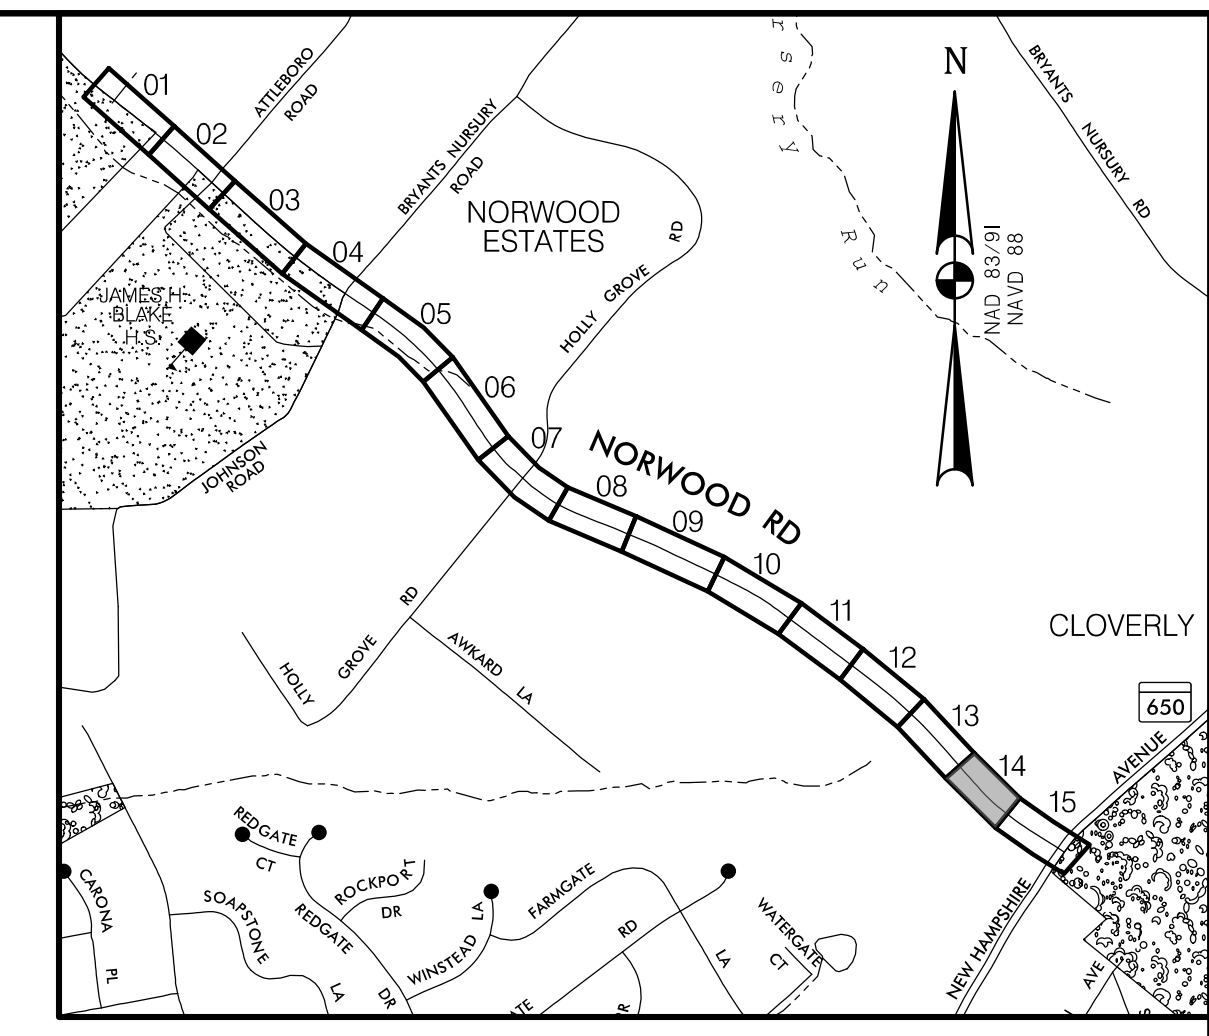 01
02
03
04
05
06
07
08
09
10
11
12
13
14
15
ATTLEBORO
ROAD
BRYANTS NURSURY
ROAD
NORWOOD
ESTATES
HOLLY GROVE RD
rsery
Run
N
NAD 83/91
NAVD 88
BRYANTS NURSURY RD
JAMES H.
BLAKE
H.S.
JOHNSON
ROAD
NORWOOD RD
CLOVERLY
650
HOLLY GROVE RD
AWKARD LA
NEW HAMPSHIRE AVENUE
AVE
REDGATE
CT
ROCKPORT
DR
SOAPSTONE LA
REDGATE DR
WINSTEAD LA
FARMGATE LA
RD
WATERGATE
CT
CARONA PL